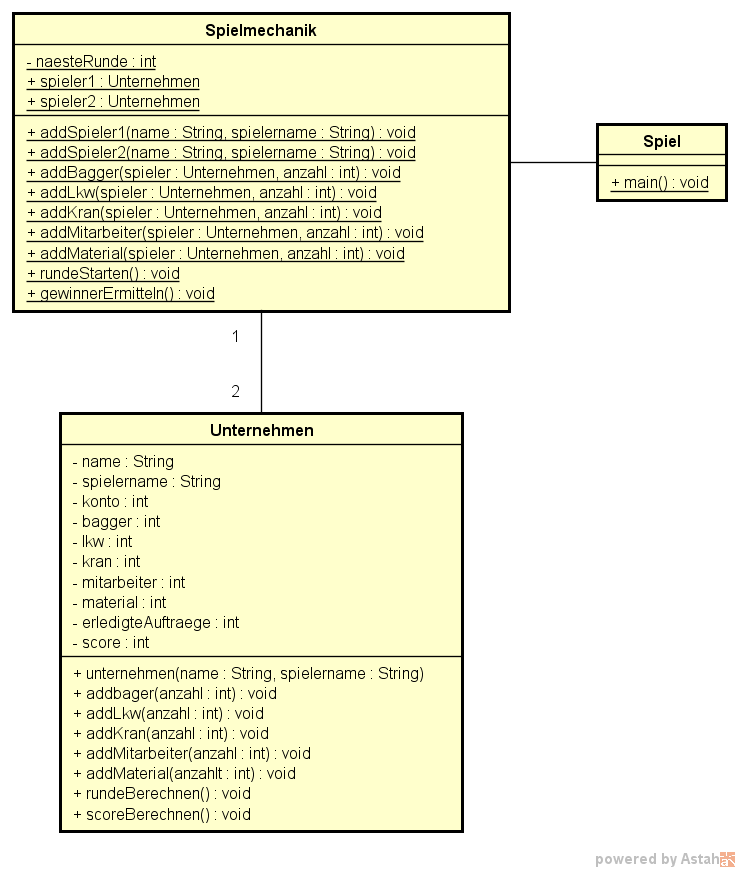 Spielmechanik
- naesteRunde : int
+ spieler1 : Unternehmen
+ spieler2 : Unternehmen
+ addSpieler1(name : String, spielername : String) : void
+ addSpieler2(name : String, spielername : String) : void
+ addBagger(spieler : Unternehmen, anzahl : int) : void
+ addLkw(spieler : Unternehmen, anzahl : int) : void
+ addKran(spieler : Unternehmen, anzahl : int) : void
+ addMitarbeiter(spieler : Unternehmen, anzahl : int) : void
+ addMaterial(spieler : Unternehmen, anzahl : int) : void
+ rundeStarten() : void
+ gewinnerErmitteln() : void
Spiel
+ main() : void
1
2
Unternehmen
- name : String
- spielername : String
- konto : int
- bagger : int
- lkw : int
- kran : int
- mitarbeiter : int
- material : int
- erledigteAuftraege : int
- score : int
+ unternehmen(name : String, spielername : String)
+ addbager(anzahl : int) : void
+ addLkw(anzahl : int) : void
+ addKran(anzahl : int) : void
+ addMitarbeiter(anzahl : int) : void
+ addMaterial(anzahlt : int) : void
+ rundeBerechnen() : void
+ scoreBerechnen() : void
powered by Astah